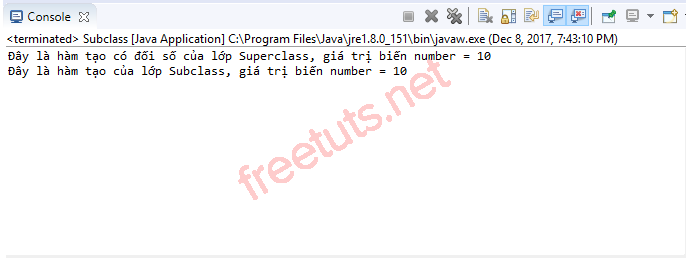 Console
<terminated> Subclass [Java Application] C:\Program Files\Java\jre1.8.0_151\bin\javaw.exe (Dec 8, 2017, 7:43:10 PM)
Đây là hàm tạo có đối số của lớp Superclass, giá trị biến number = 10
Đây là hàm tạo của lớp Subclass, giá trị biến number = 10
freetuts.net